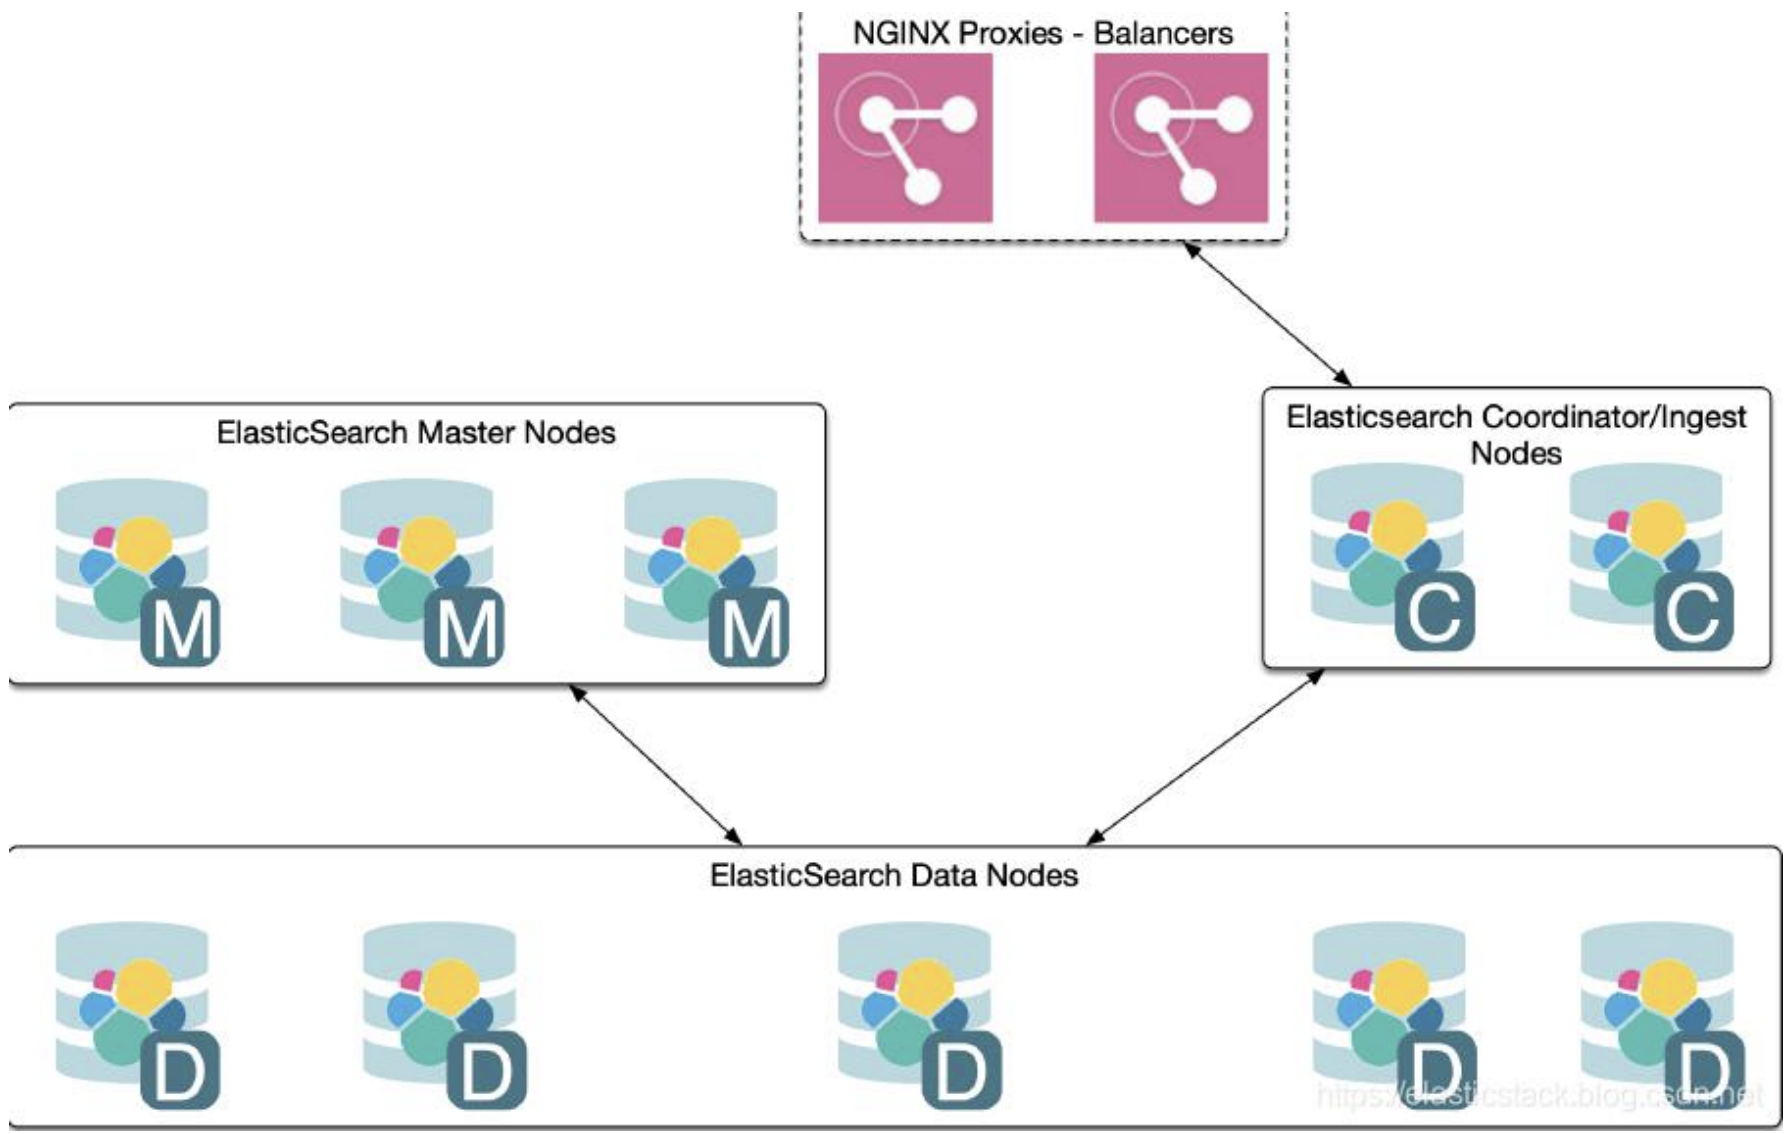 NGINX Proxies - Balancers
ElasticSearch Master Nodes
Elasticsearch Coordinator/Ingest
Nodes
M
M
M
C
C
ElasticSearch Data Nodes
D
D
D
D
D
https://elasticstack.blog.csdn.net